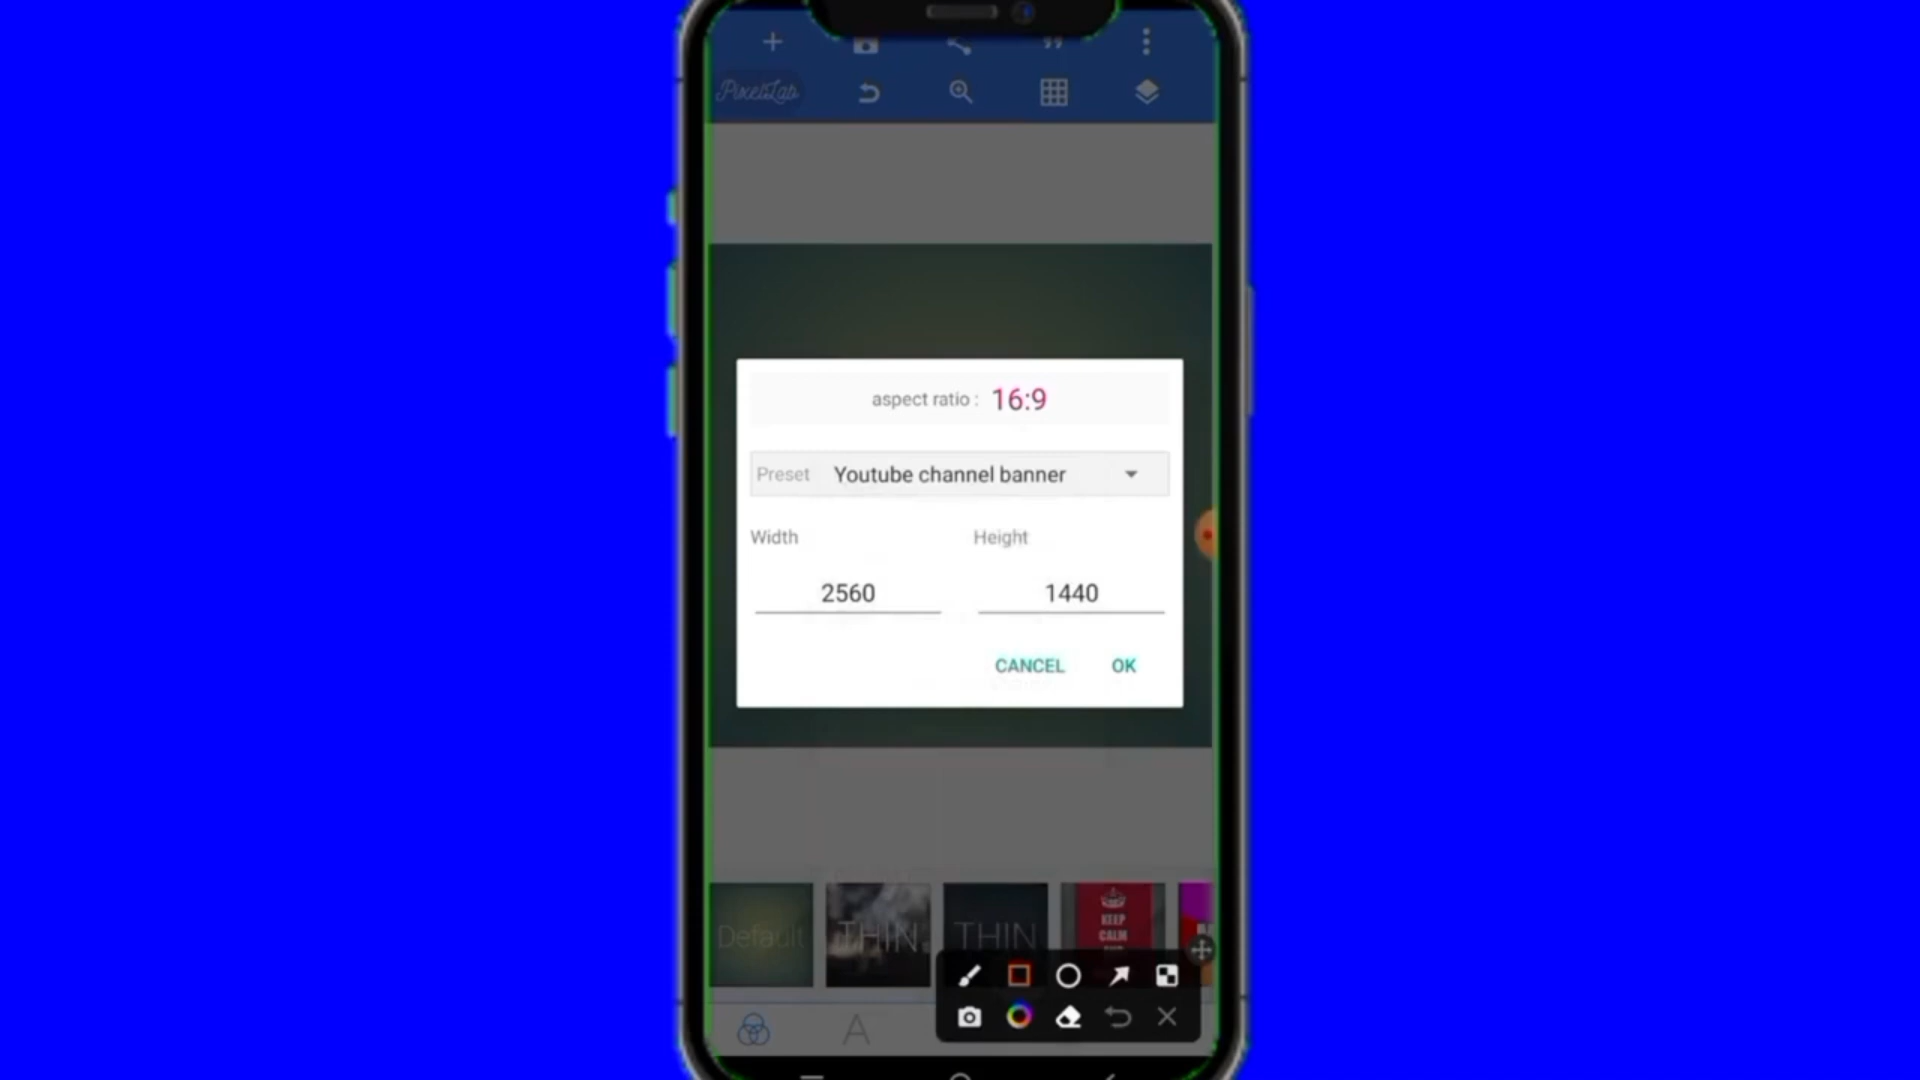 PixelLab
aspect ratio : 16:9
Preset Youtube channel banner
Width Height
2560 1440
CANCEL OK
Default THIN THIN KEEP
CALM
A